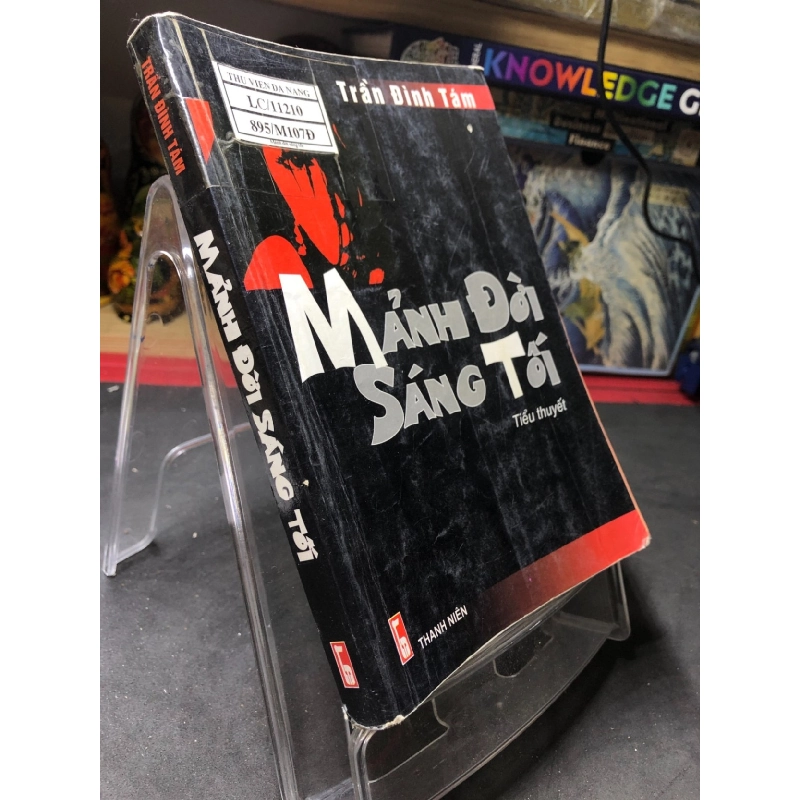 TRẦN ĐÌNH TÁM
MẢNH ĐỜI SÁNG TỐI
THƯ VIỆN ĐÀ NẴNG
LC/11210
895/M107Đ
Trần Đình Tám
MẢNH ĐỜI
SÁNG TỐI
Tiểu thuyết
THANH NIÊN
KNOWLEDGE G